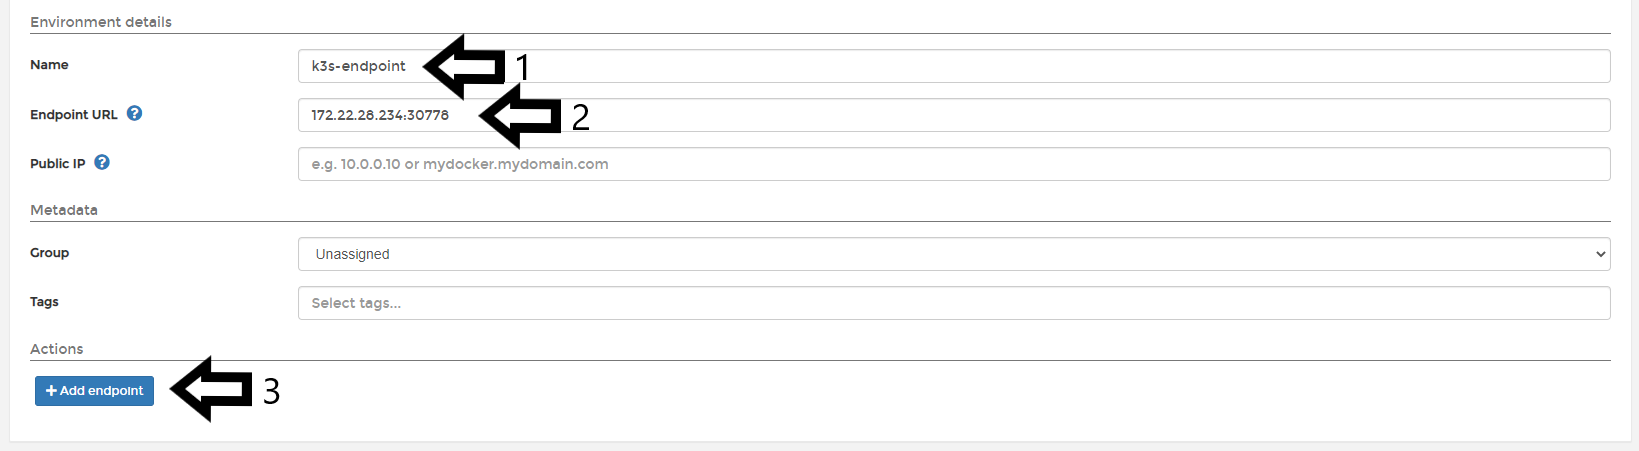 Environment details
Name
k3s-endpoint
1
Endpoint URL ?
172.22.28.234:30778
2
Public IP ?
e.g. 10.0.0.10 or mydocker.mydomain.com
Metadata
Group
Unassigned
Tags
Select tags...
Actions
+ Add endpoint
3